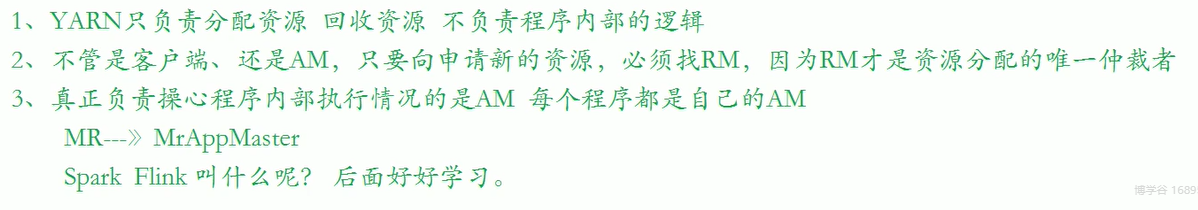 1、YARN只负责分配资源 回收资源 不负责程序内部的逻辑
2、不管是客户端、还是AM，只要向申请新的资源，必须找RM，因为RM才是资源分配的唯一仲裁者
3、真正负责操心程序内部执行情况的是AM 每个程序都是自己的AM
MR---》MrAppMaster
Spark Flink 叫什么呢？ 后面好好学习。
博学谷 1689